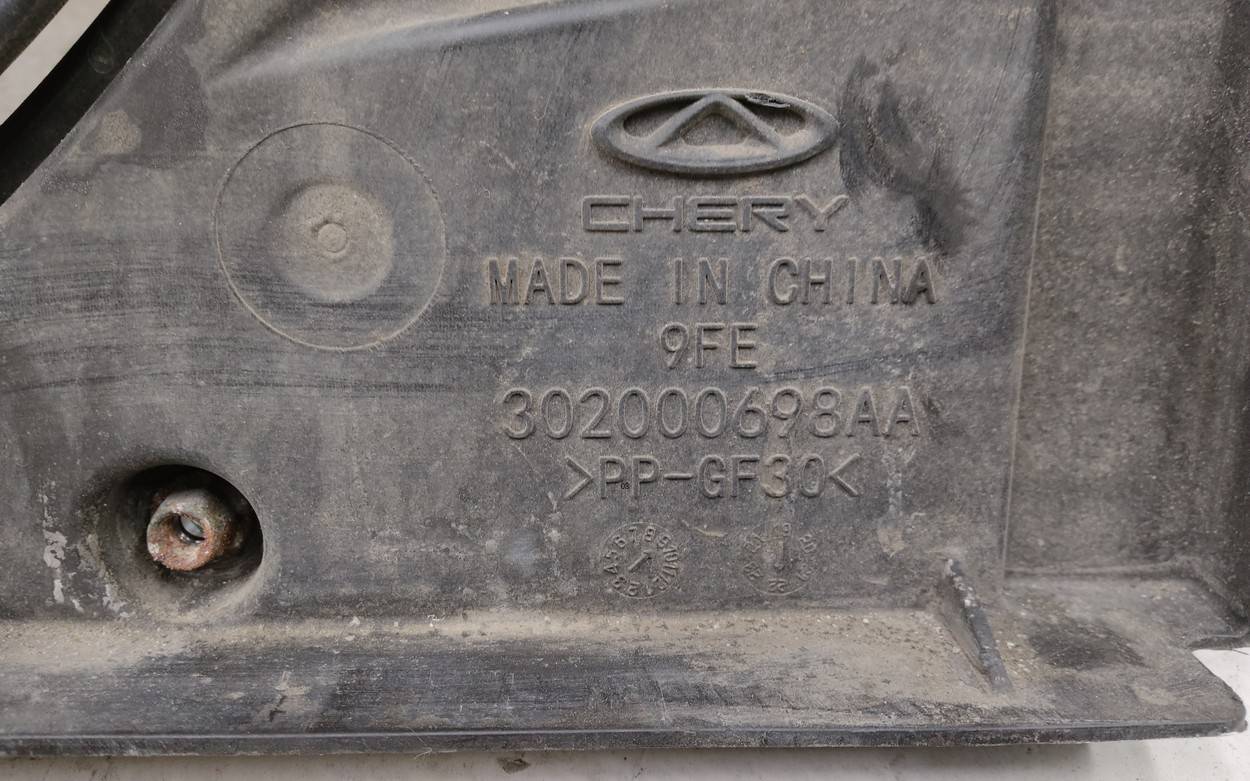 CHERY
MADE IN CHINA
9FE
302000698AA
>PP-GF30<